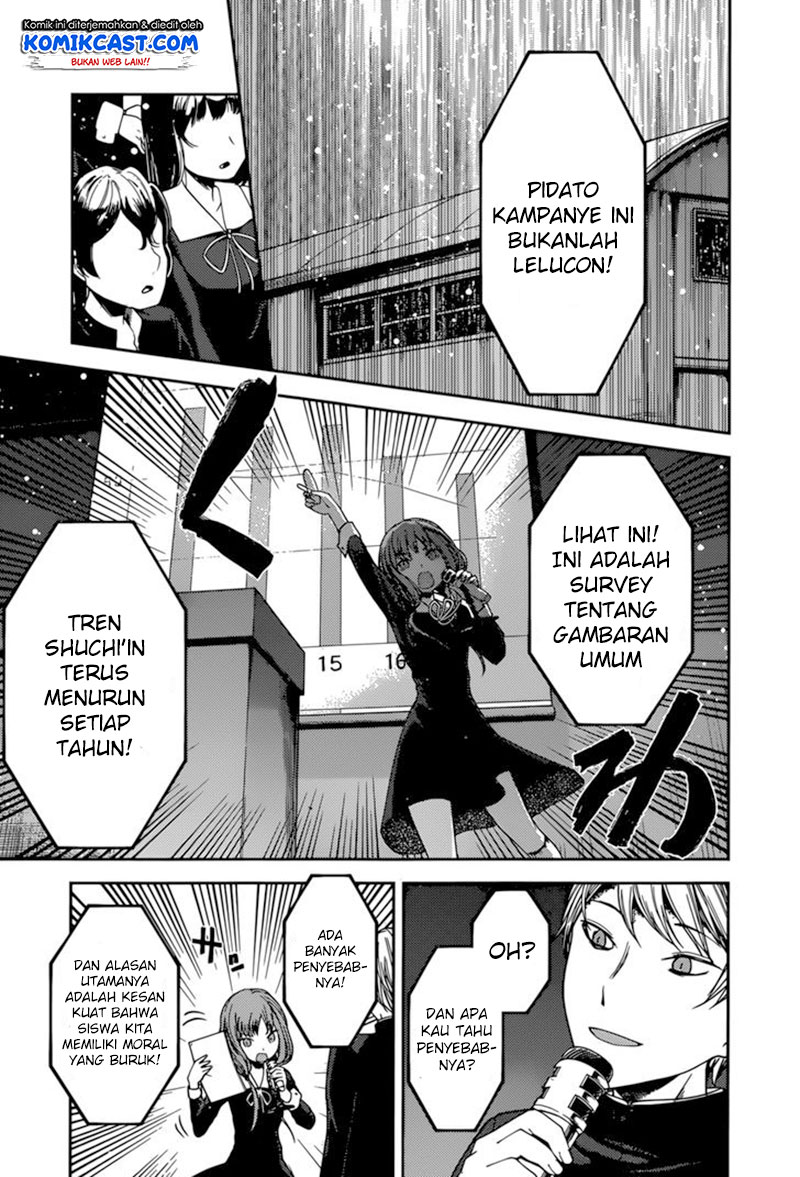 Komik ini diterjemahkan & diedit oleh
KOMIKCAST.COM
BUKAN WEB LAIN!!
PIDATO
KAMPANYE INI
BUKANLAH
LELUCON!
LIHAT INI!
INI ADALAH
SURVEY
TENTANG
GAMBARAN
UMUM
15
16
TREN
SHUCHI'IN
TERUS
MENURUN
SETIAP
TAHUN!
OH?
DAN APA
KAU TAHU
PENYEBAB-
NYA?
ADA
BANYAK
PENYEBAB-
NYA!
DAN ALASAN
UTAMANYA
ADALAH KESAN
KUAT BAHWA
SISWA KITA
MEMILIKI MORAL
YANG BURUK!